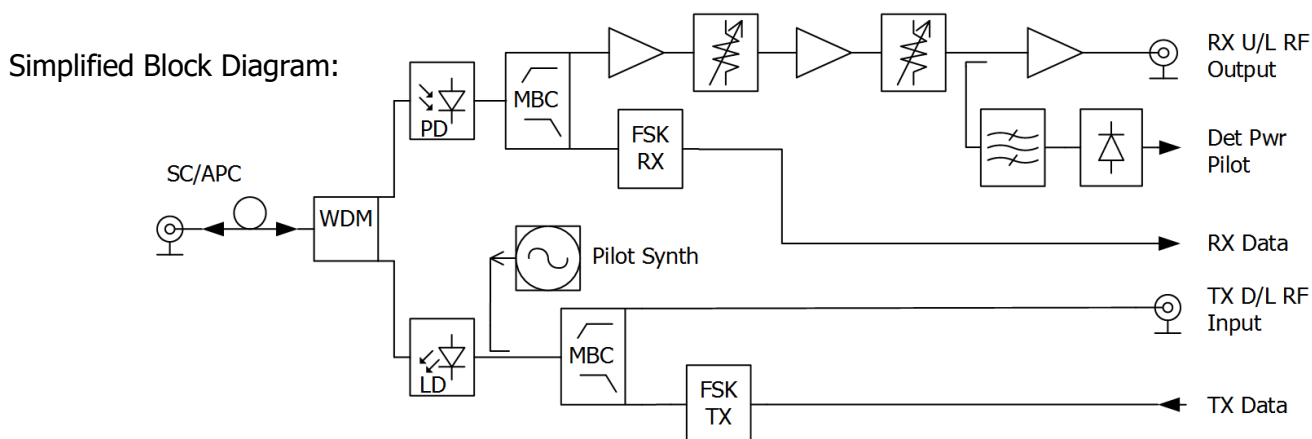 Simplified Block Diagram:
RX U/L RF
Output
MBC
PD
FSK
RX
Det Pwr
Pilot
SC/APC
WDM
Pilot Synth
RX Data
TX D/L RF
Input
MBC
LD
FSK
TX
TX Data